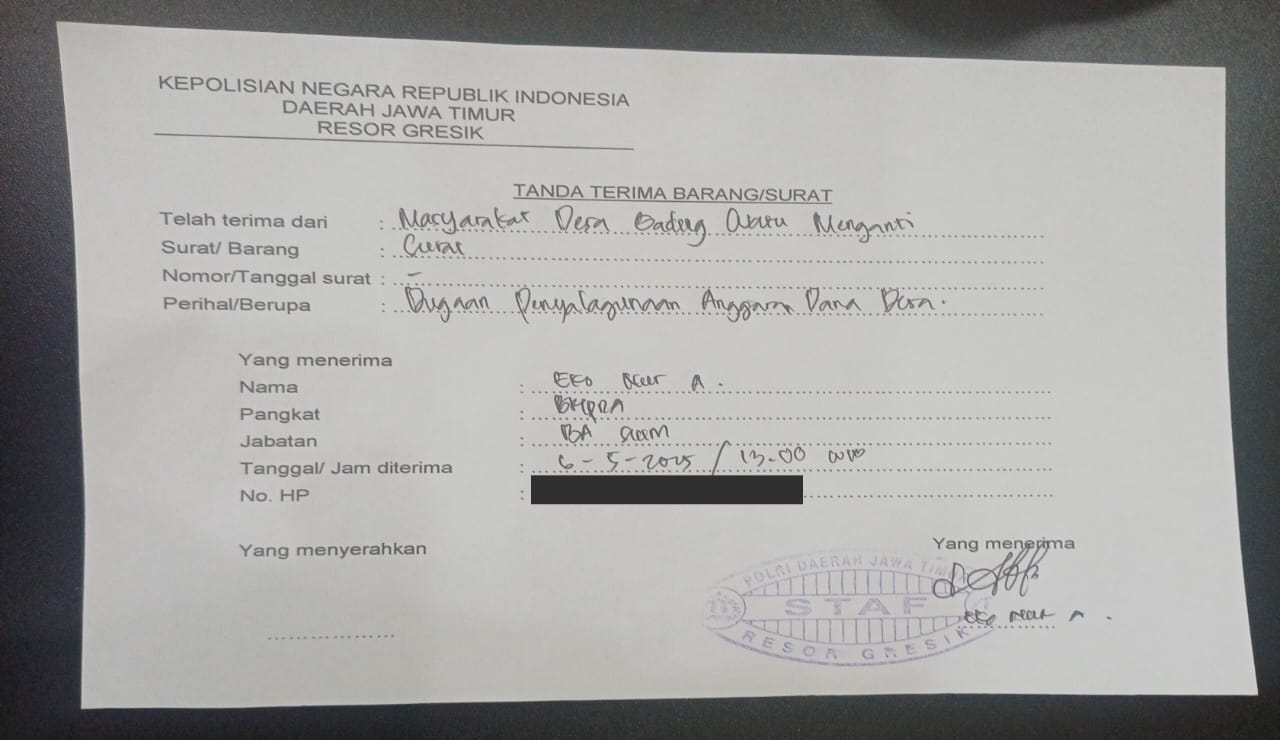 KEPOLISIAN NEGARA REPUBLIK INDONESIA
DAERAH JAWA TIMUR
RESOR GRESIK
TANDA TERIMA BARANG/SURAT
Telah terima dari : Masyarakat Desa Menganti
Surat/ Barang : Surat
Nomor/Tanggal surat : -
Perihal/Berupa : Dugaan Penyalagunaan Anggaran Dana Desa.
Yang menerima
Nama : EKO A.
Pangkat :
Jabatan : BA
Tanggal/ Jam diterima : 6-5-2025 / 13.00 WIB
No. HP :
Yang menyerahkan
Yang menerima
POLRI DAERAH JAWA TIMUR
STAF
RESOR GRESIK
Eko A.